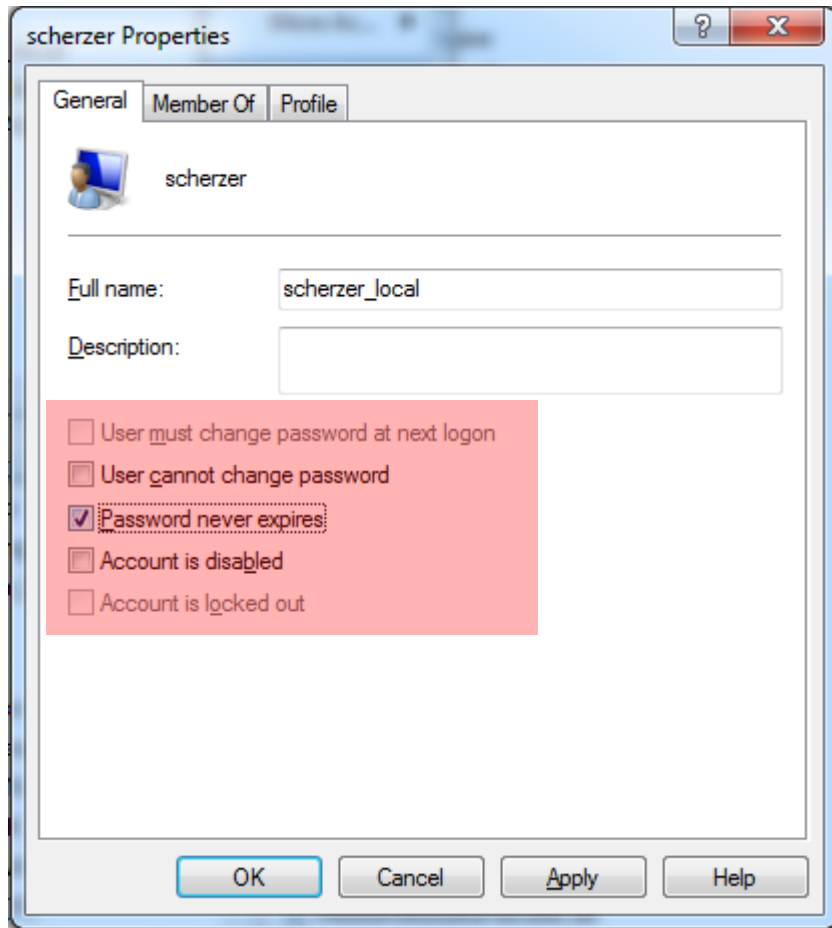 scherzer Properties
General Member Of Profile
scherzer
Full name: scherzer_local
Description:
User must change password at next logon
User cannot change password
Password never expires
Account is disabled
Account is locked out
OK Cancel Apply Help